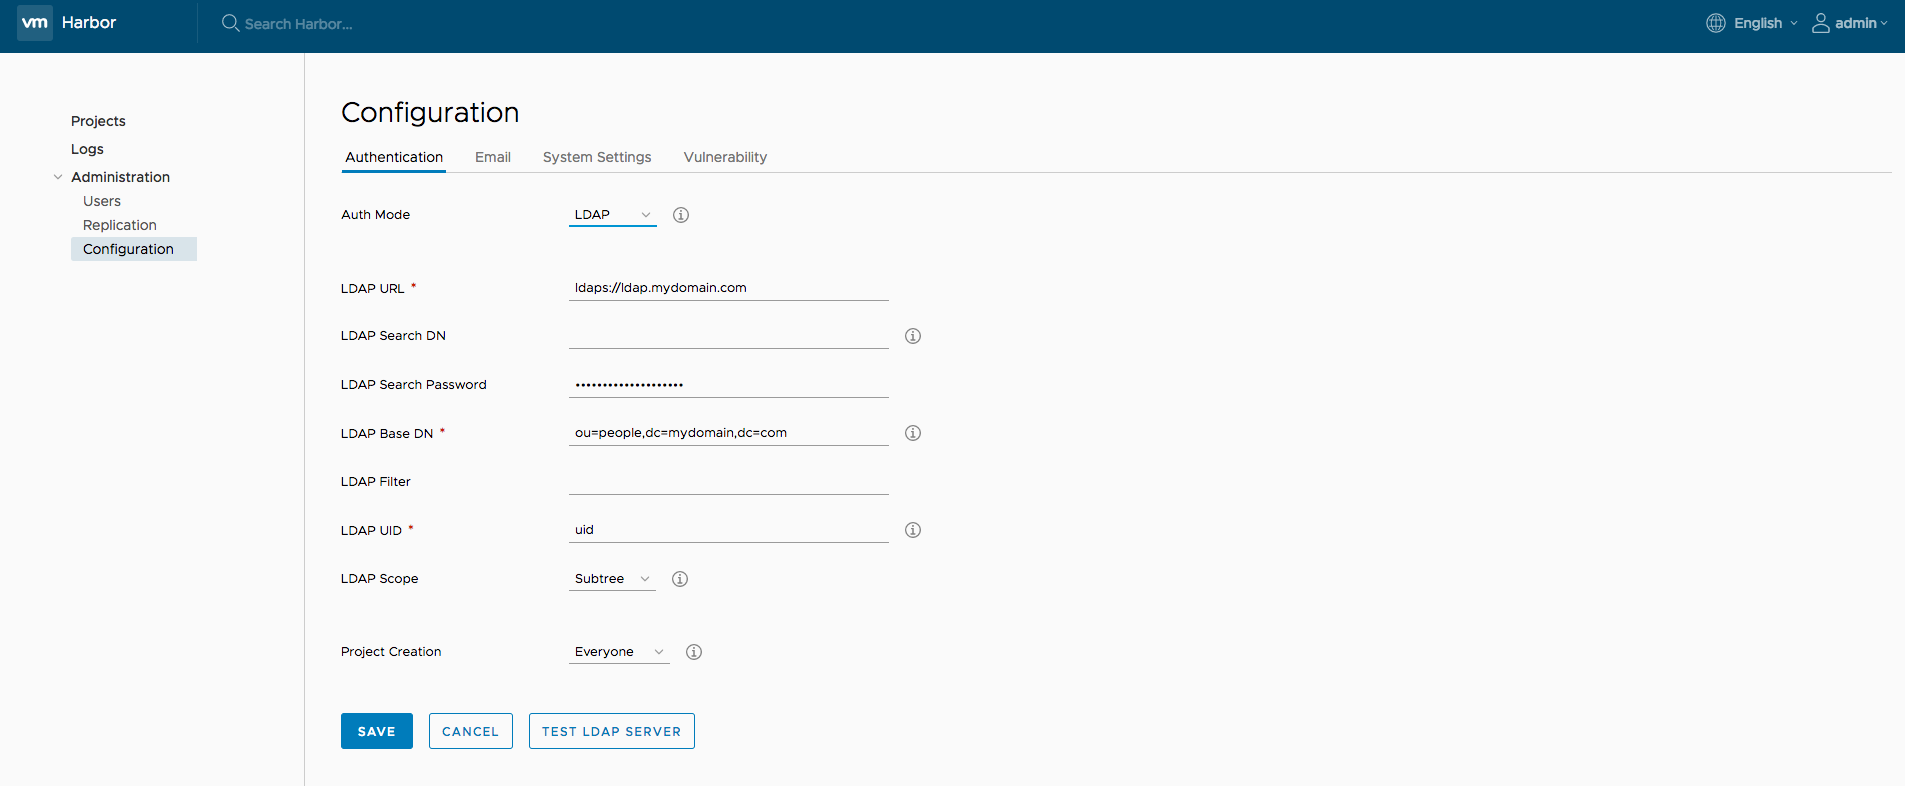 vm Harbor Search Harbor... English admin
Projects
Logs
Administration
Users
Replication
Configuration
Configuration
Authentication Email System Settings Vulnerability
Auth Mode LDAP
LDAP URL * ldaps://ldap.mydomain.com
LDAP Search DN
LDAP Search Password ••••••••••••••••••••
LDAP Base DN * ou=people,dc=mydomain,dc=com
LDAP Filter
LDAP UID * uid
LDAP Scope Subtree
Project Creation Everyone
SAVE CANCEL TEST LDAP SERVER